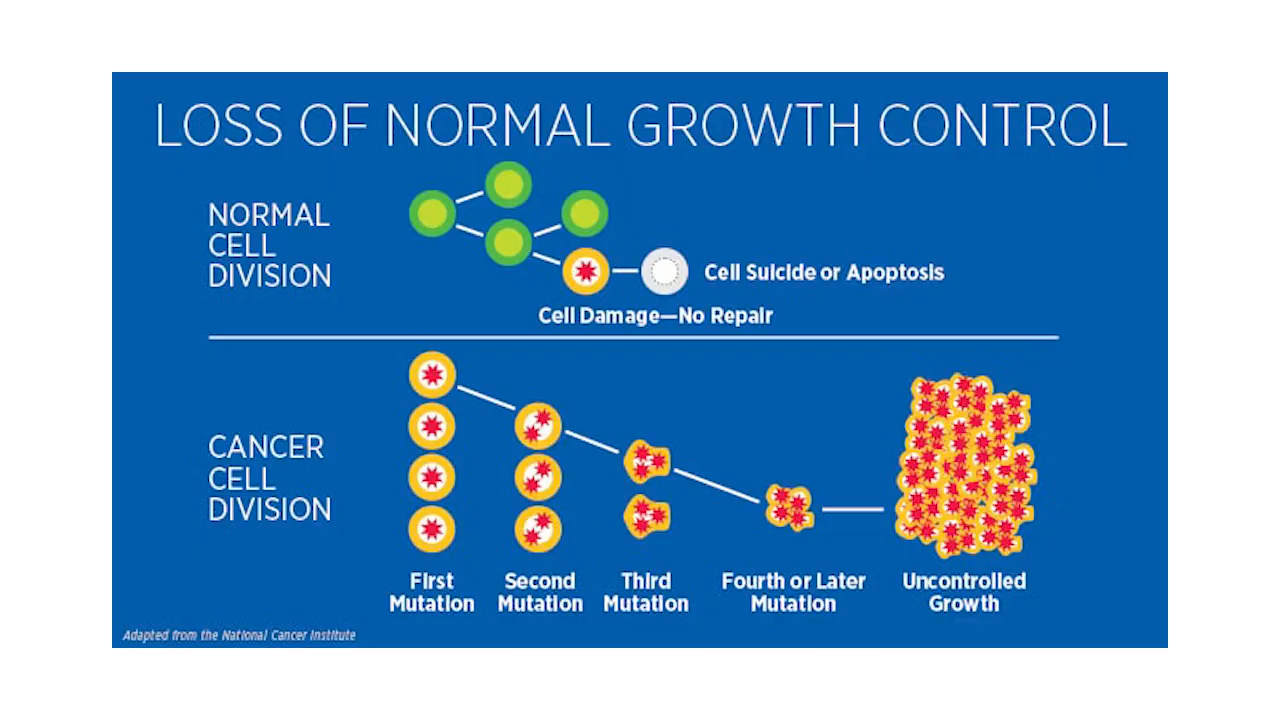 LOSS OF NORMAL GROWTH CONTROL
NORMAL
CELL
DIVISION
Cell Suicide or Apoptosis
Cell Damage—No Repair
CANCER
CELL
DIVISION
First
Mutation
Second
Mutation
Third
Mutation
Fourth or Later
Mutation
Uncontrolled
Growth
Adapted from the National Cancer Institute